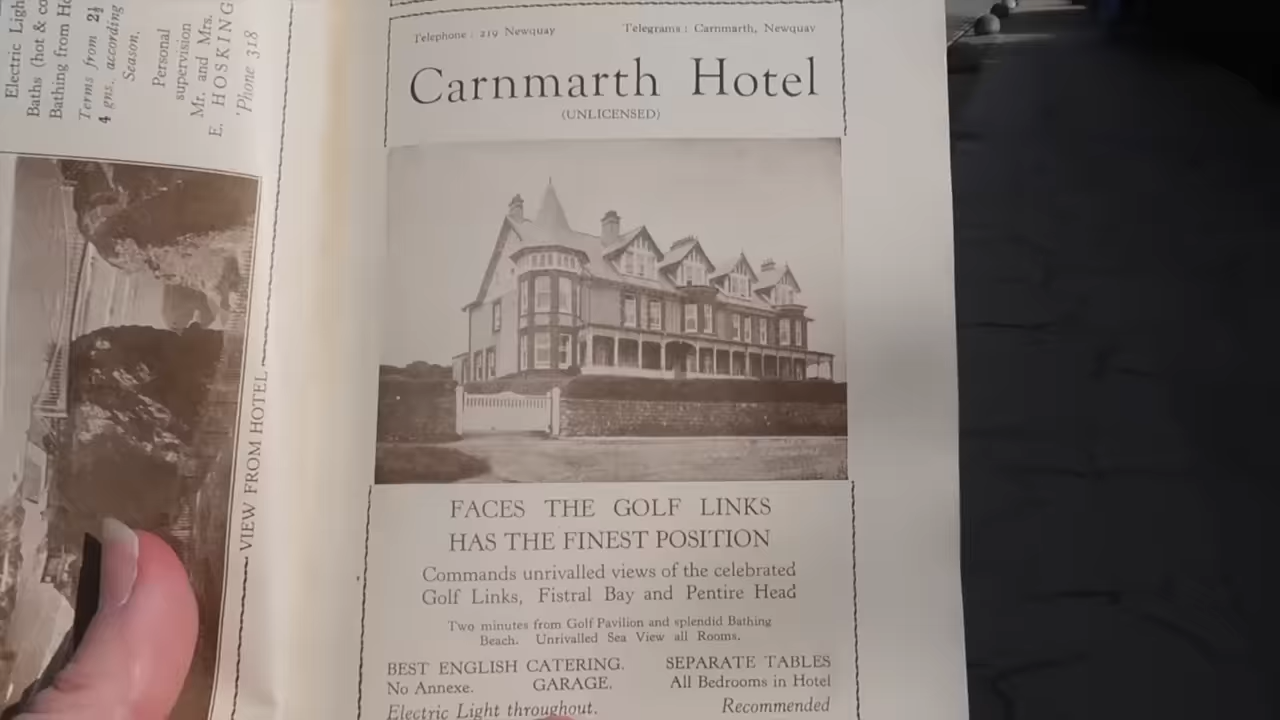 Electric Ligh
Baths (hot & co
Bathing from Ho
Terms from 2½
4 gns. according
Season.
Personal
supervision
Mr. and Mrs.
E. HOSKING
'Phone 318
VIEW FROM HOTEL
Telephone : 219 Newquay
Telegrams : Carnmarth, Newquay
Carnmarth Hotel
(UNLICENSED)
FACES THE GOLF LINKS
HAS THE FINEST POSITION
Commands unrivalled views of the celebrated
Golf Links, Fistral Bay and Pentire Head
Two minutes from Golf Pavilion and splendid Bathing
Beach. Unrivalled Sea View all Rooms.
BEST ENGLISH CATERING. SEPARATE TABLES
No Annexe. GARAGE. All Bedrooms in Hotel
Electric Light throughout. Recommended